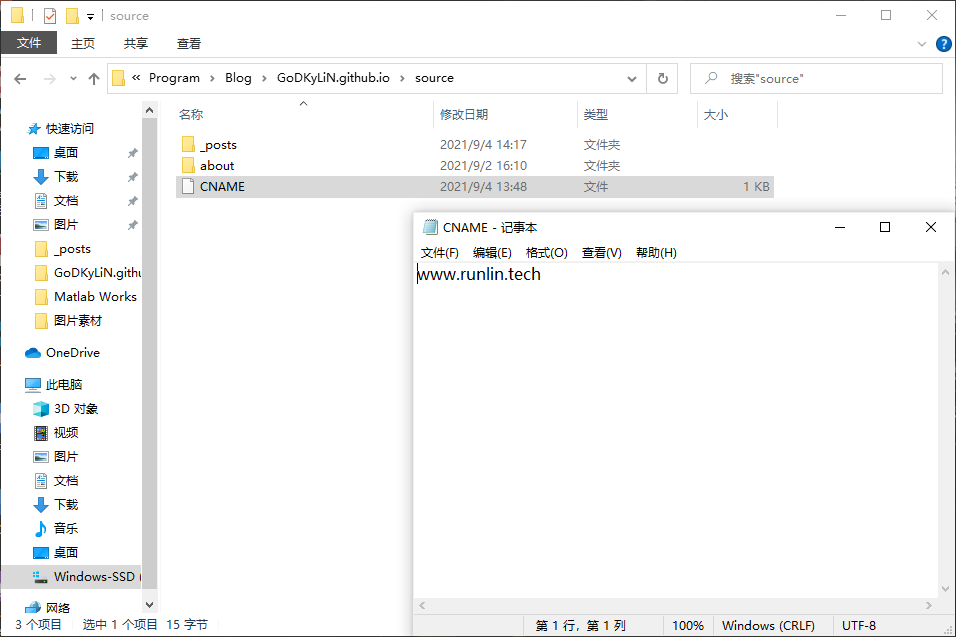 source
文件 主页 共享 查看
« Program › Blog › GoDKyLiN.github.io › source
搜索"source"
名称 修改日期 类型 大小
_posts 2021/9/4 14:17 文件夹
about 2021/9/2 16:10 文件夹
CNAME 2021/9/4 13:48 文件 1 KB
快速访问
桌面
下载
文档
图片
_posts
GoDKyLiN.githu
Matlab Works
图片素材
OneDrive
此电脑
3D 对象
视频
图片
文档
下载
音乐
桌面
Windows-SSD (
网络
3 个项目 选中 1 个项目 15 字节
CNAME - 记事本
文件(F) 编辑(E) 格式(O) 查看(V) 帮助(H)
www.runlin.tech
第 1 行，第 1 列 100% Windows (CRLF) UTF-8